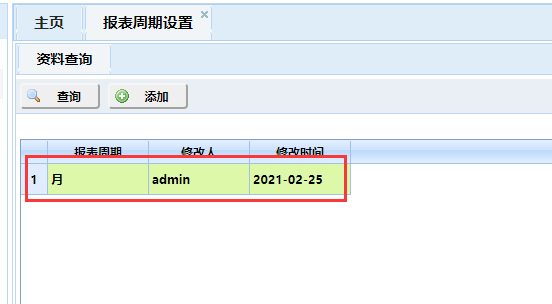 主页 报表周期设置
资料查询
查询 添加
报表周期 修改人 修改时间
1 月 admin 2021-02-25